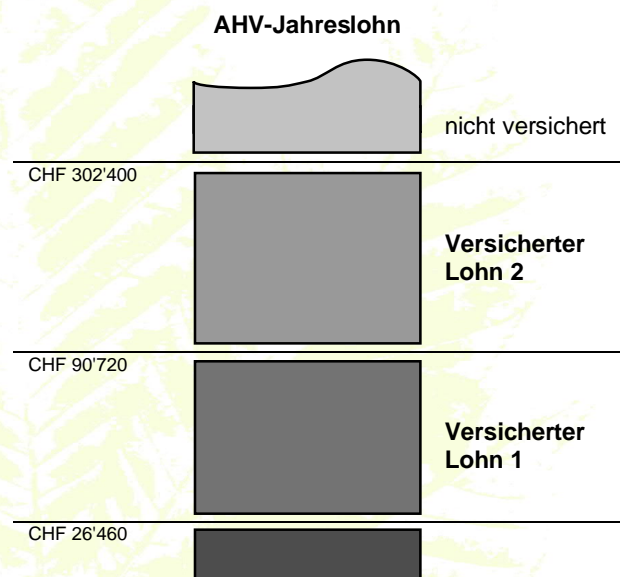 AHV-Jahreslohn
nicht versichert
CHF 302'400
Versicherter
Lohn 2
CHF 90'720
Versicherter
Lohn 1
CHF 26'460